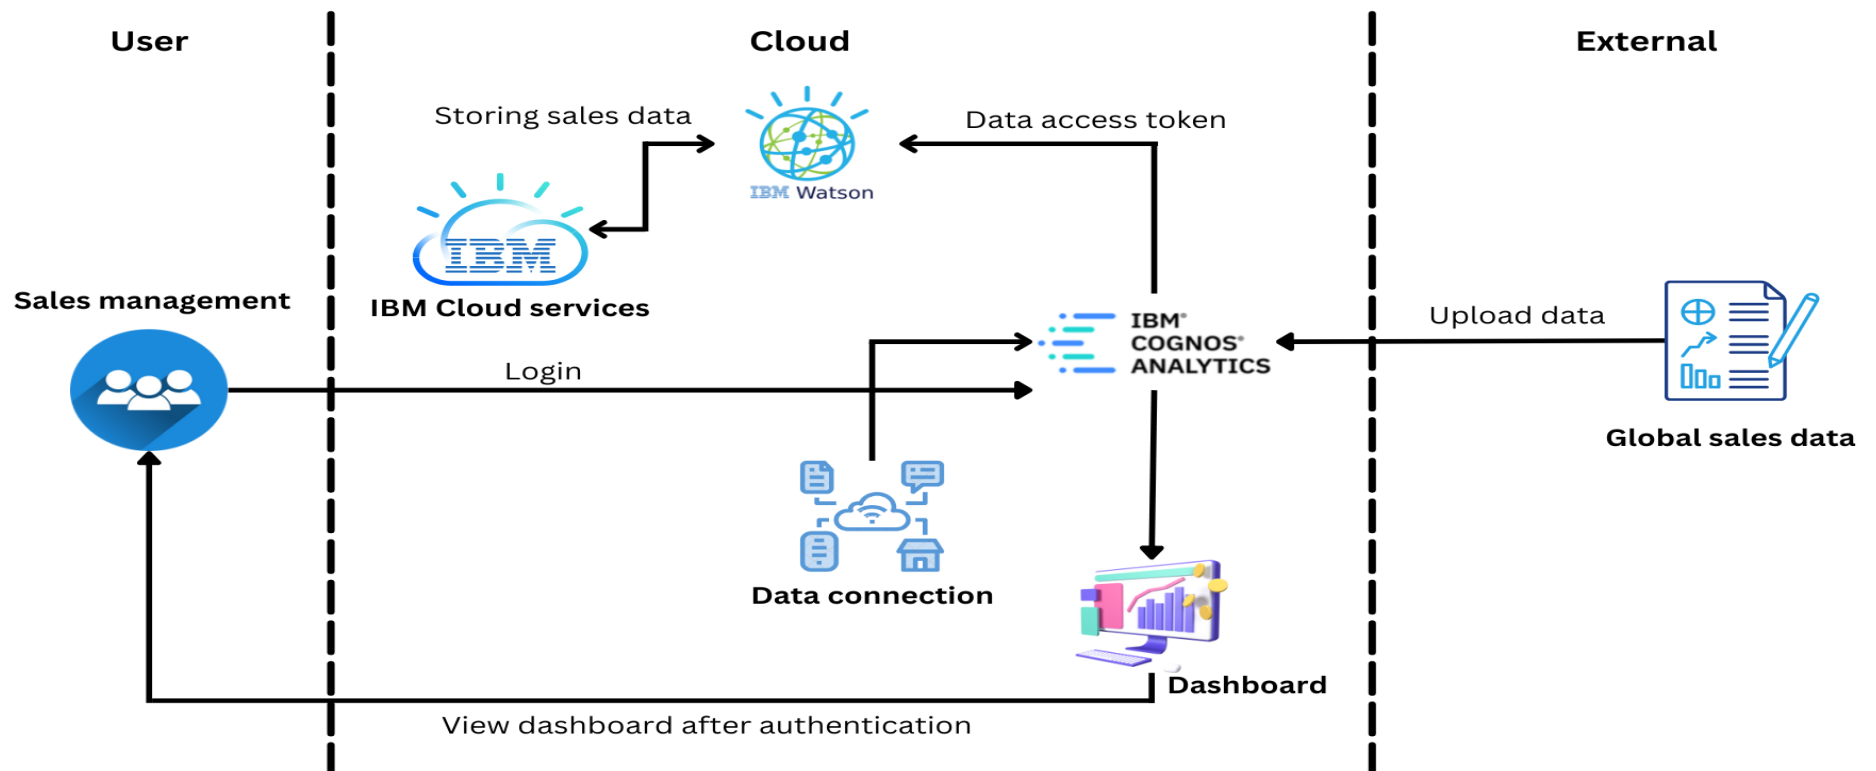 User
Cloud
External
Storing sales data
Data access token
IBM Watson
IBM
Sales management
IBM Cloud services
IBM®
COGNOS®
ANALYTICS
Upload data
Login
Global sales data
Data connection
Dashboard
View dashboard after authentication